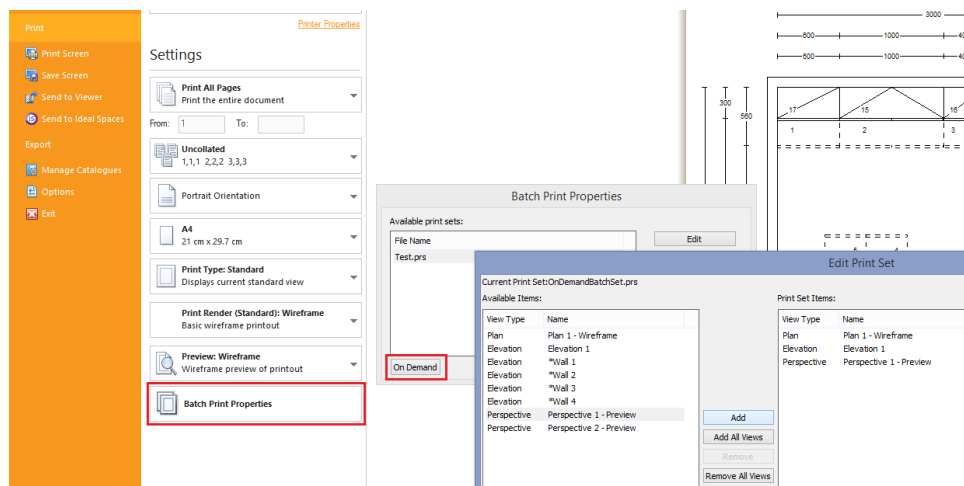 Print
Print Screen
Save Screen
Send to Viewer
Send to Ideal Spaces
Export
Manage Catalogues
Options
Exit
Printer Properties
Settings
Print All Pages
Print the entire document
From: 1 To:
Uncollated
1,1,1 2,2,2 3,3,3
Portrait Orientation
A4
21 cm x 29.7 cm
Print Type: Standard
Displays current standard view
Print Render (Standard): Wireframe
Basic wireframe printout
Preview: Wireframe
Wireframe preview of printout
Batch Print Properties
Batch Print Properties
Available print sets:
File Name
Test.prs
Edit
On Demand
Edit Print Set
Current Print Set:OnDemandBatchSet.prs
Available Items:
View Type Name
Plan Plan 1 - Wireframe
Elevation Elevation 1
Elevation *Wall 1
Elevation *Wall 2
Elevation *Wall 3
Elevation *Wall 4
Perspective Perspective 1 - Preview
Perspective Perspective 2 - Preview
Add
Add All Views
Remove
Remove All Views
Print Set Items:
View Type Name
Plan Plan 1 - Wireframe
Elevation Elevation 1
Perspective Perspective 1 - Preview
3000
600 1000 40
600 1000 40
300
560
17 15 16
1 2 3